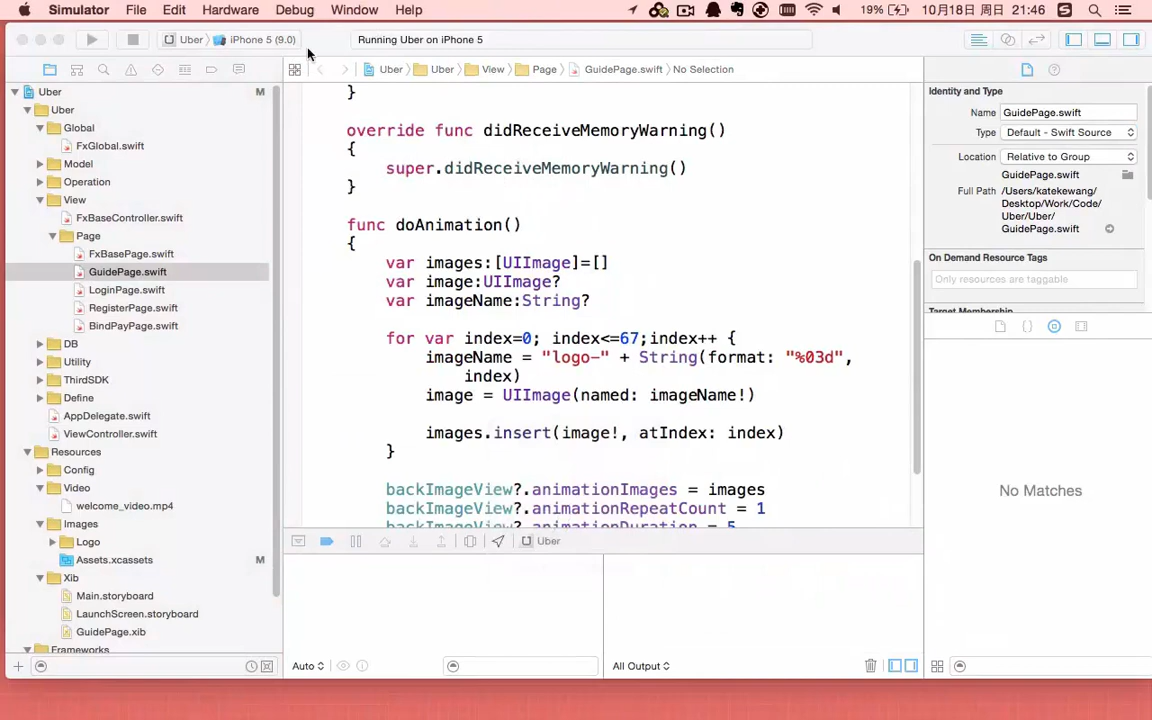 Simulator File Edit Hardware Debug Window Help 19% 10月18日 周日 21:46
Uber iPhone 5 (9.0) Running Uber on iPhone 5
Uber Uber View Page GuidePage.swift No Selection
Uber M
Uber
Global
FxGlobal.swift
Model
Operation
View
FxBaseController.swift
Page
FxBasePage.swift
GuidePage.swift
LoginPage.swift
RegisterPage.swift
BindPayPage.swift
DB
Utility
ThirdSDK
Define
AppDelegate.swift
ViewController.swift
Resources
Config
Video
welcome_video.mp4
Images
Logo
Assets.xcassets M
Xib
Main.storyboard
LaunchScreen.storyboard
GuidePage.xib
Frameworks
}
override func didReceiveMemoryWarning()
{
super.didReceiveMemoryWarning()
}
func doAnimation()
{
var images:[UIImage]=[]
var image:UIImage?
var imageName:String?
for var index=0; index<=67;index++ {
imageName = "logo-" + String(format: "%03d",
index)
image = UIImage(named: imageName!)
images.insert(image!, atIndex: index)
}
backImageView?.animationImages = images
backImageView?.animationRepeatCount = 1
backImageView?.animationDuration = 5
Uber
Auto
All Output
Identity and Type
Name GuidePage.swift
Type Default - Swift Source
Location Relative to Group
GuidePage.swift
Full Path /Users/katekewang/
Desktop/Work/Code/
Uber/Uber/
GuidePage.swift
On Demand Resource Tags
Only resources are taggable
Target Membership
No Matches